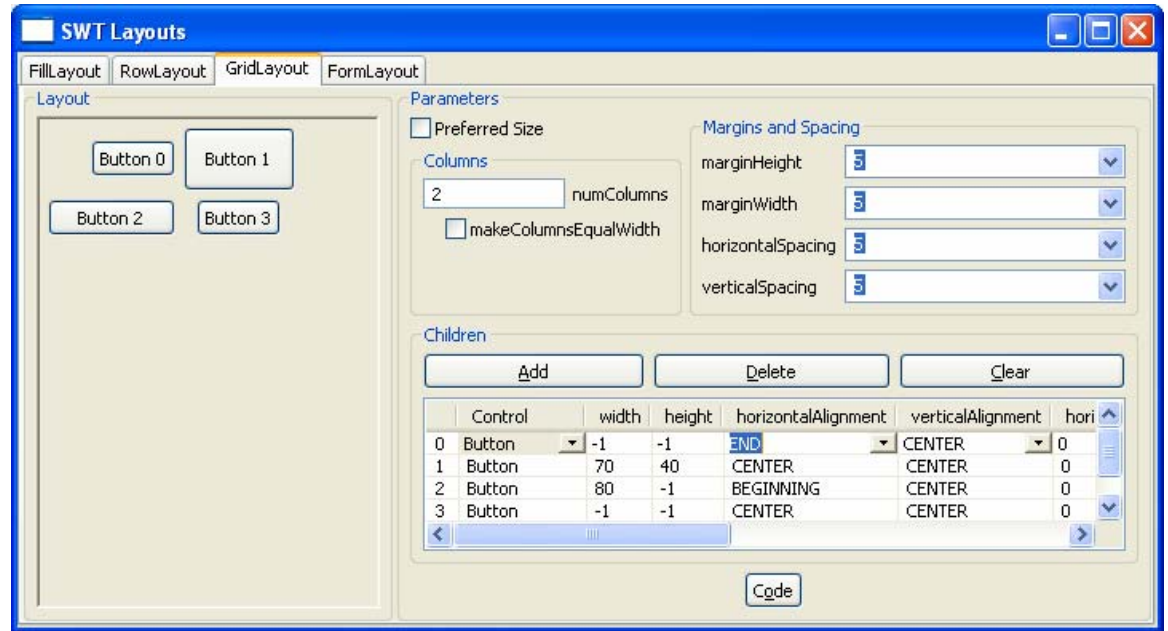 SWT Layouts
FillLayout RowLayout GridLayout FormLayout
Layout
Button 0 Button 1
Button 2 Button 3
Parameters
Preferred Size
Columns
2 numColumns
makeColumnsEqualWidth
Margins and Spacing
marginHeight 5
marginWidth 5
horizontalSpacing 5
verticalSpacing 5
Children
Add Delete Clear
Control width height horizontalAlignment verticalAlignment hori
0 Button -1 -1 END CENTER 0
1 Button 70 40 CENTER CENTER 0
2 Button 80 -1 BEGINNING CENTER 0
3 Button -1 -1 CENTER CENTER 0
Code